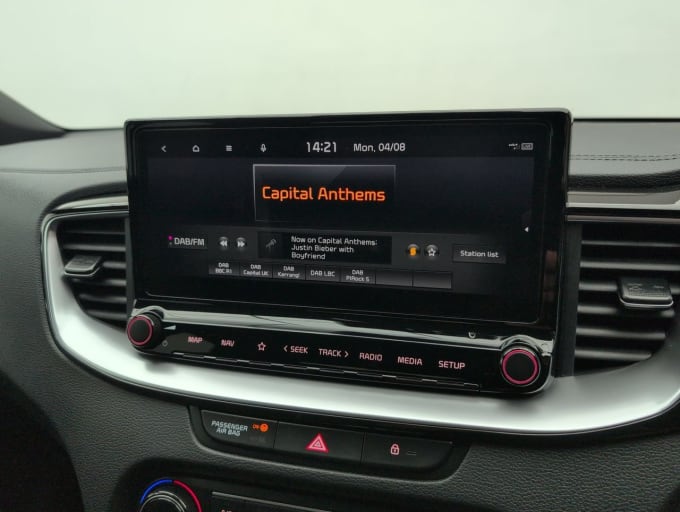 14:21 Mon, 04/08
Capital Anthems
DAB/FM
Now on Capital Anthems:
Justin Bieber with
Boyfriend
Station list
DAB
BBC R1
DAB
Capital UK
DAB
Kerrang!
DAB LBC
DAB
PlRock S
MAP NAV < SEEK TRACK > RADIO MEDIA SETUP
PASSENGER
AIR BAG